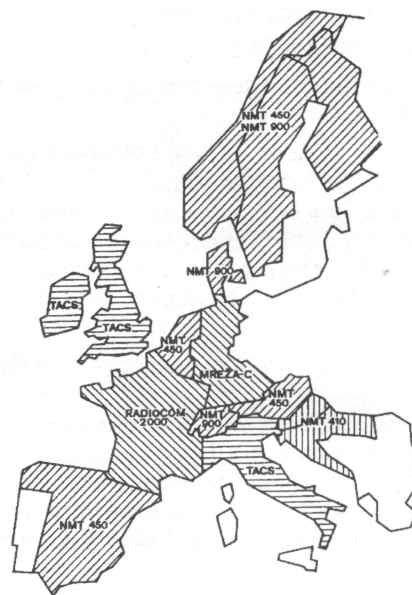 NMT 450
NMT 900
NMT 900
TACS
TACS
NMT
450
MREŽA-C
RADIOCOM
2000
NMT
900
NMT
450
NMT 410
TACS
NMT 450